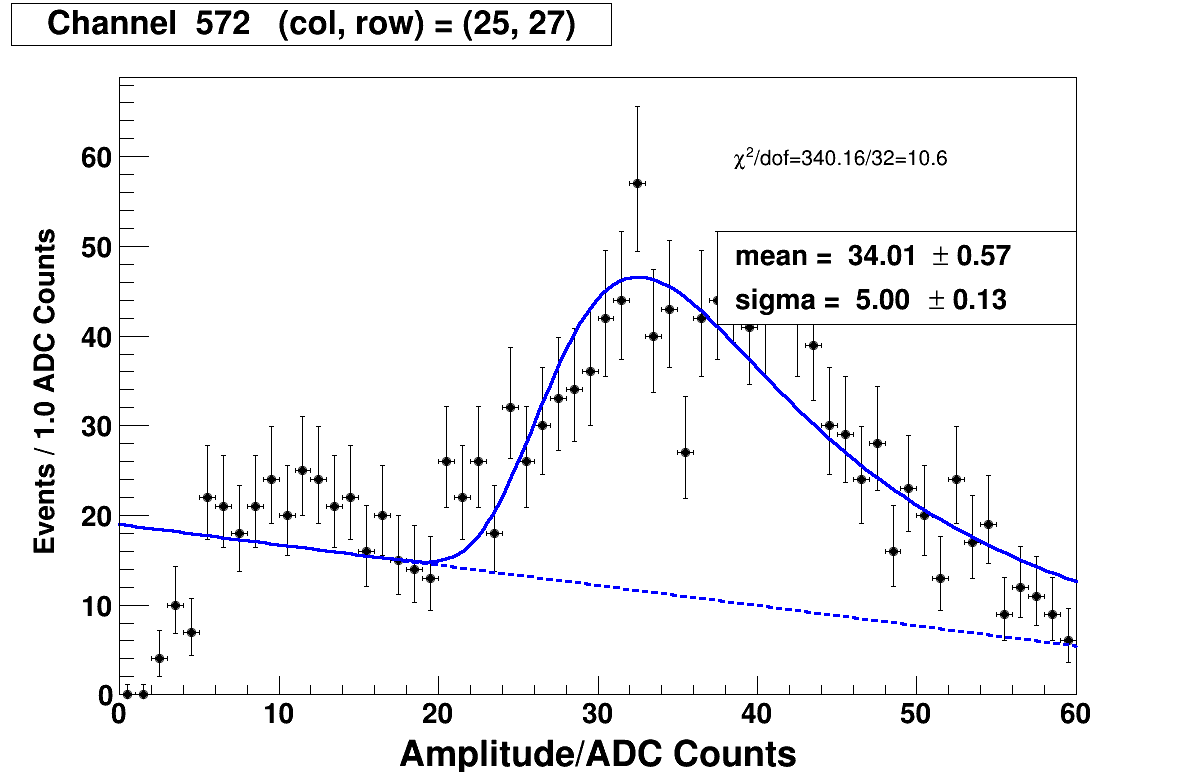 Channel 572 (col, row) = (25, 27)
χ²/dof=340.16/32=10.6
mean = 34.01 ± 0.57
sigma = 5.00 ± 0.13
Events / 1.0 ADC Counts
60
50
40
30
20
10
0
0 10 20 30 40 50 60
Amplitude/ADC Counts